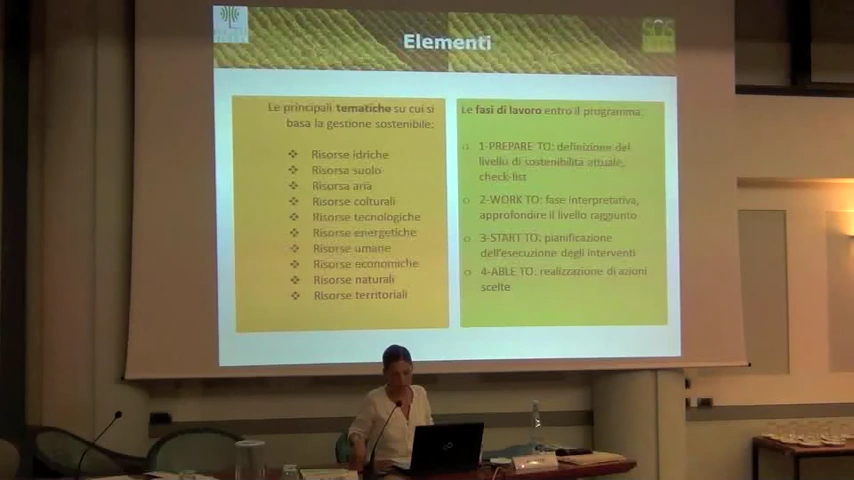 Elementi
Le principali tematiche su cui si
basa la gestione sostenibile:
Risorse idriche
Risorsa suolo
Risorsa aria
Risorse colturali
Risorse tecnologiche
Risorse energetiche
Risorse umane
Risorse economiche
Risorse naturali
Risorse territoriali
Le fasi di lavoro entro il programma:
1-PREPARE TO: definizione del
livello di sostenibilità attuale,
check-list
2-WORK TO: fase interpretativa,
approfondire il livello raggiunto
3-START TO: pianificazione
dell'esecuzione degli interventi
4-ABLE TO: realizzazione di azioni
scelte